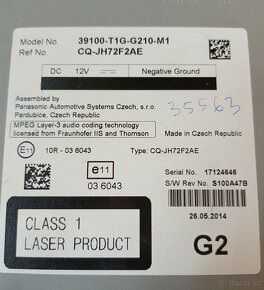 Model No. 39100-T1G-G210-M1
Ref No. CQ-JH72F2AE
DC 12V Negative Ground
Assembled by
Panasonic Automotive Systems Czech, s.r.o.
Pardubice, Czech Republic
Made in Czech Republic
35563
MPEG Layer-3 audio coding technology
licensed from Fraunhofer IIS and Thomson
E11 10R - 03 6043 Type: CQ-JH72F2AE
e11
03 6043
Serial No. 17124646
S/W Rev No. S100A47B
26.05.2014
CLASS 1
LASER PRODUCT
G2